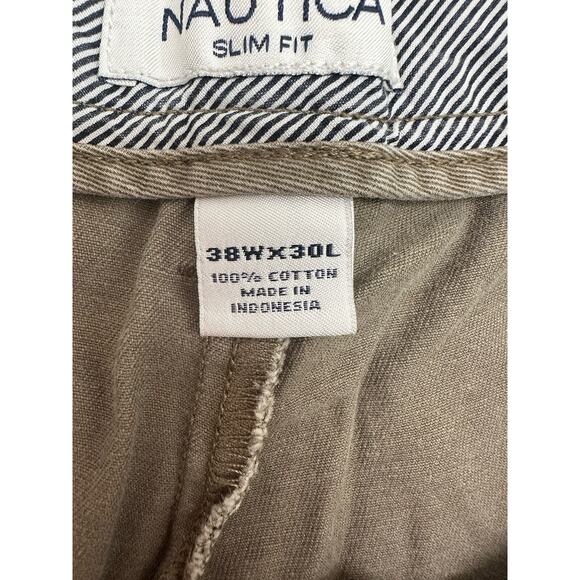 NAUTICA
SLIM FIT
38WX30L
100% COTTON
MADE IN
INDONESIA